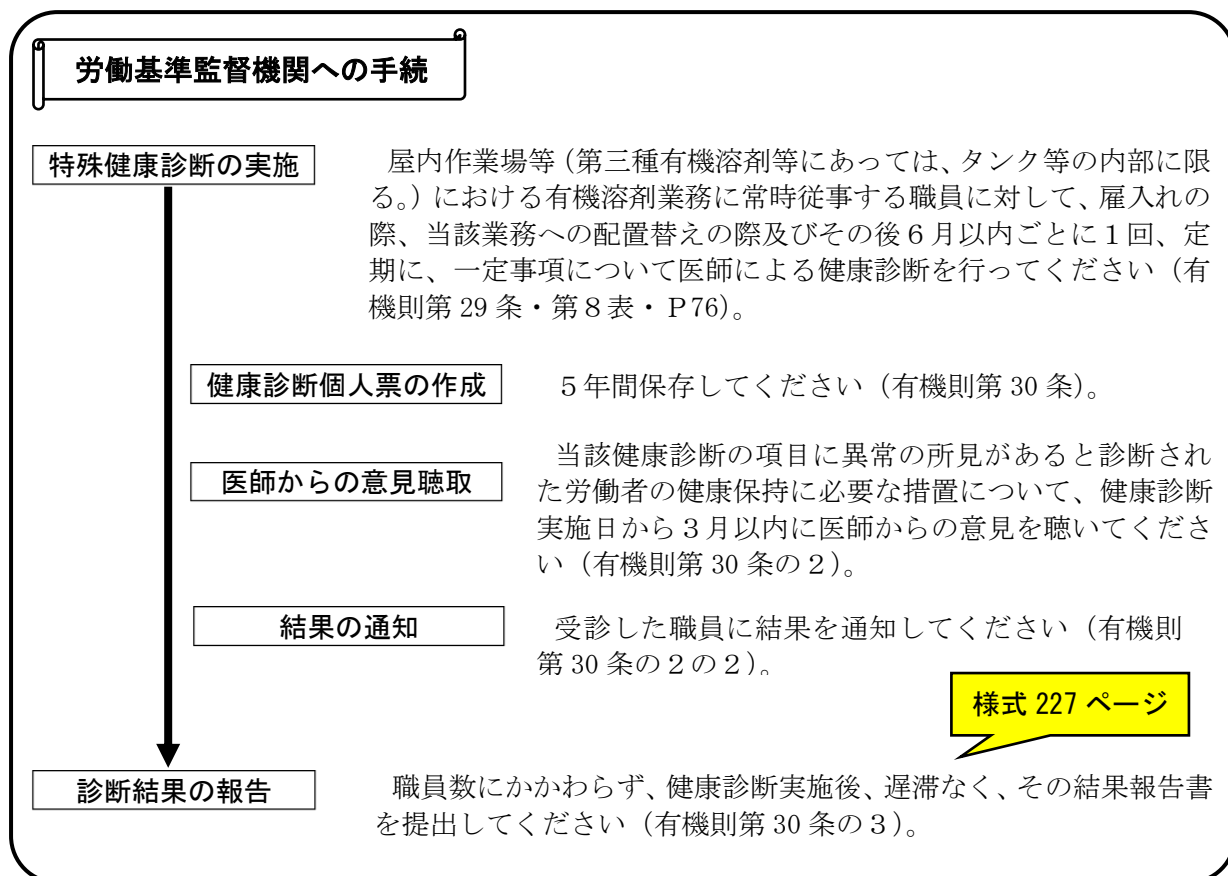 労働基準監督機関への手続
特殊健康診断の実施
屋内作業場等(第三種有機溶剤等にあっては、タンク等の内部に限
る。)における有機溶剤業務に常時従事する職員に対して、雇入れの
際、当該業務への配置替えの際及びその後６月以内ごとに１回、定
期に、一定事項について医師による健康診断を行ってください（有
機則第 29 条・第８表・Ｐ76）。
健康診断個人票の作成
５年間保存してください（有機則第 30 条）。
医師からの意見聴取
当該健康診断の項目に異常の所見があると診断され
た労働者の健康保持に必要な措置について、健康診断
実施日から３月以内に医師からの意見を聴いてくださ
い（有機則第 30 条の２）。
結果の通知
受診した職員に結果を通知してください（有機則
第 30 条の２の２）。
様式 227 ページ
診断結果の報告
職員数にかかわらず、健康診断実施後、遅滞なく、その結果報告書
を提出してください（有機則第 30 条の３）。